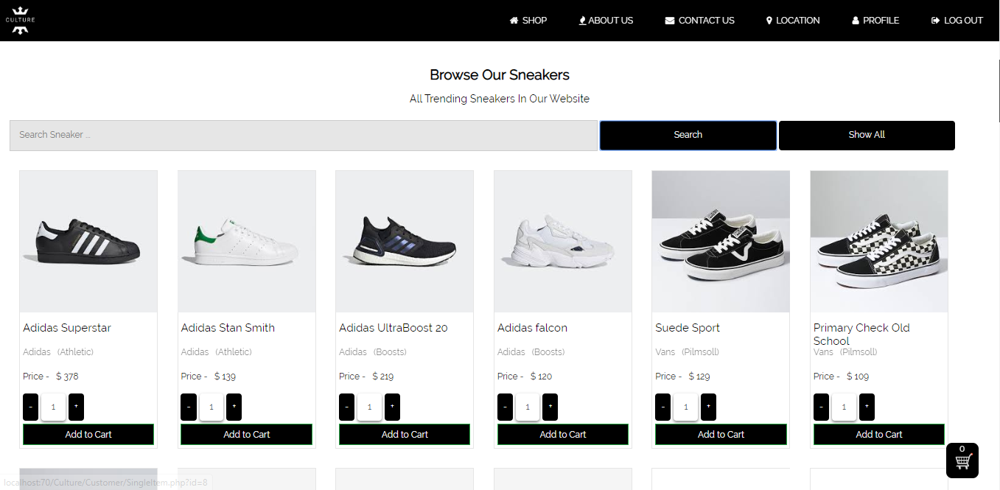 CULTURE
SHOP ABOUT US CONTACT US LOCATION PROFILE LOG OUT
Browse Our Sneakers
All Trending Sneakers In Our Website
Search Sneaker ...
Search
Show All
Adidas Superstar
Adidas (Athletic)
Price - $ 378
- 1 +
Add to Cart
Adidas Stan Smith
Adidas (Athletic)
Price - $ 139
- 1 +
Add to Cart
Adidas UltraBoost 20
Adidas (Boosts)
Price - $ 219
- 1 +
Add to Cart
Adidas falcon
Adidas (Boosts)
Price - $ 120
- 1 +
Add to Cart
Suede Sport
Vans (Pilmsoll)
Price - $ 129
- 1 +
Add to Cart
Primary Check Old
School
Vans (Pilmsoll)
Price - $ 109
- 1 +
Add to Cart
0
localhost:70/Culture/Customer/SingleItem.php?id=8